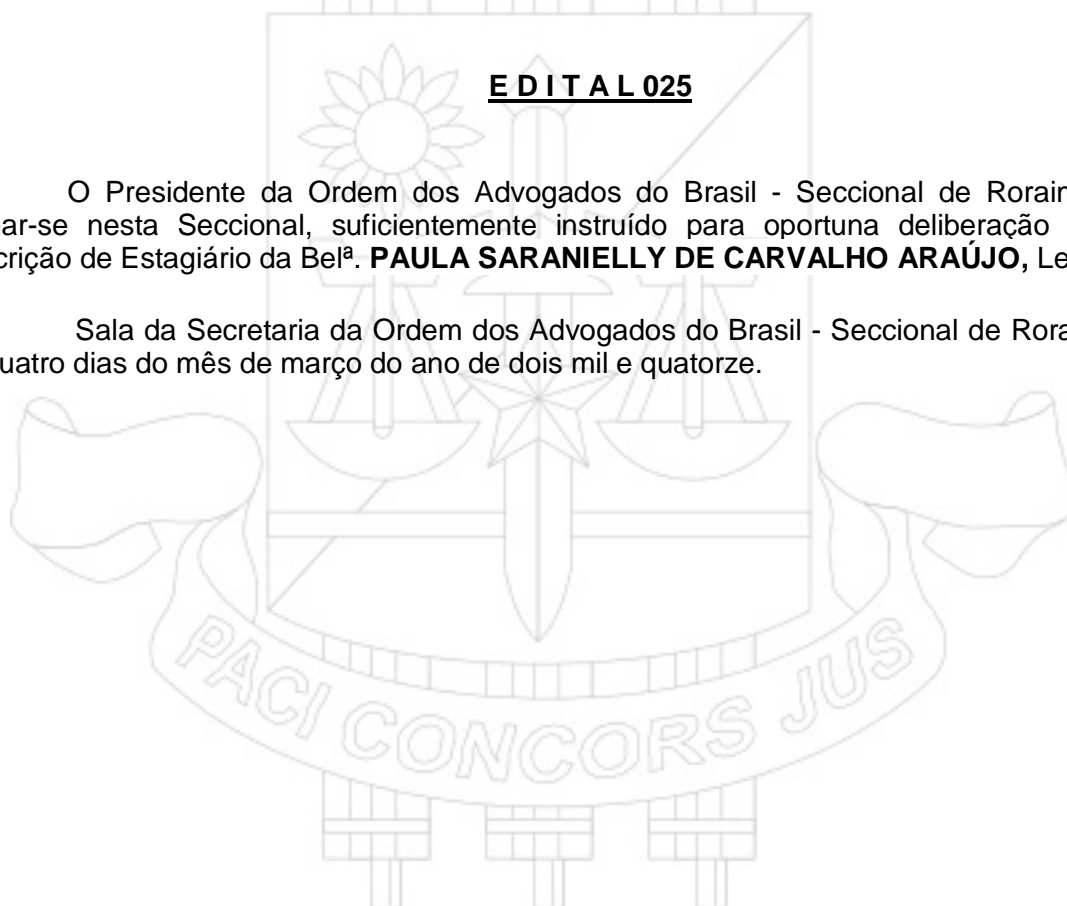 E D I T A L 025
O Presidente da Ordem dos Advogados do Brasil - Seccional de Rorair
ar-se nesta Seccional, suficientemente instruído para oportuna deliberação
crição de Estagiário da Belª. PAULA SARANIELLY DE CARVALHO ARAÚJO, Le
Sala da Secretaria da Ordem dos Advogados do Brasil - Seccional de Rora
uatro dias do mês de março do ano de dois mil e quatorze.
PACI CONCORS JUS